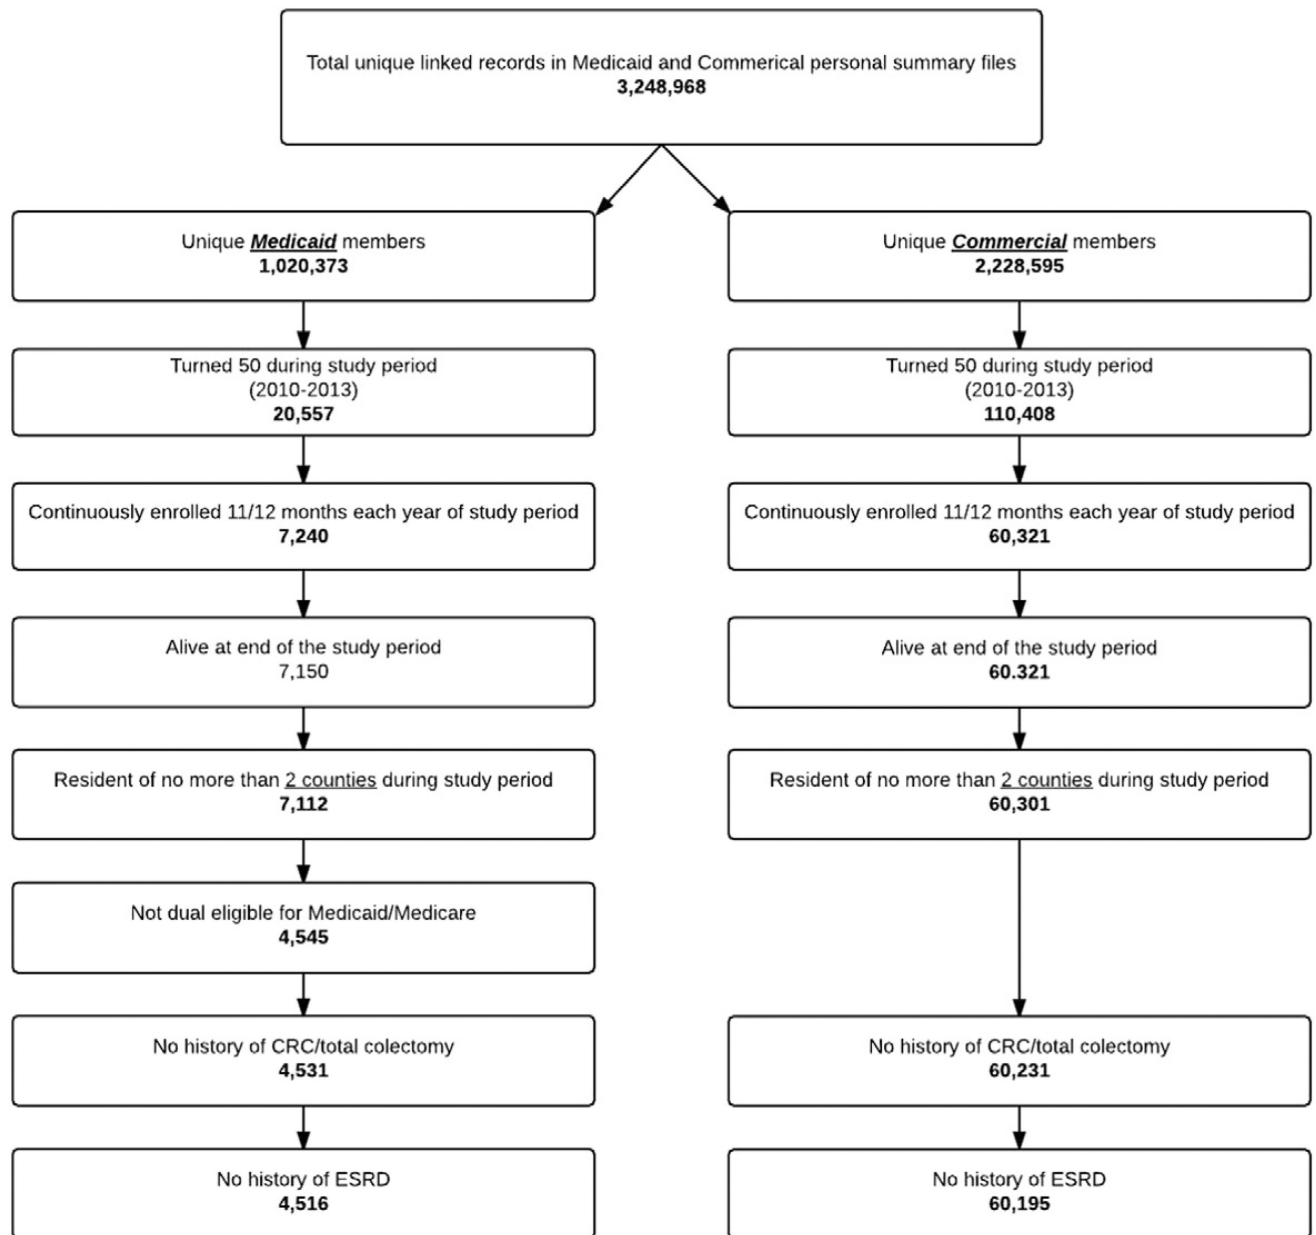 Total unique linked records in Medicaid and Commerical personal summary files
3,248,968
Unique Medicaid members
1,020,373
Turned 50 during study period
(2010-2013)
20,557
Continuously enrolled 11/12 months each year of study period
7,240
Alive at end of the study period
7,150
Resident of no more than 2 counties during study period
7,112
Not dual eligible for Medicaid/Medicare
4,545
No history of CRC/total colectomy
4,531
No history of ESRD
4,516
Unique Commercial members
2,228,595
Turned 50 during study period
(2010-2013)
110,408
Continuously enrolled 11/12 months each year of study period
60,321
Alive at end of the study period
60.321
Resident of no more than 2 counties during study period
60,301
No history of CRC/total colectomy
60,231
No history of ESRD
60,195